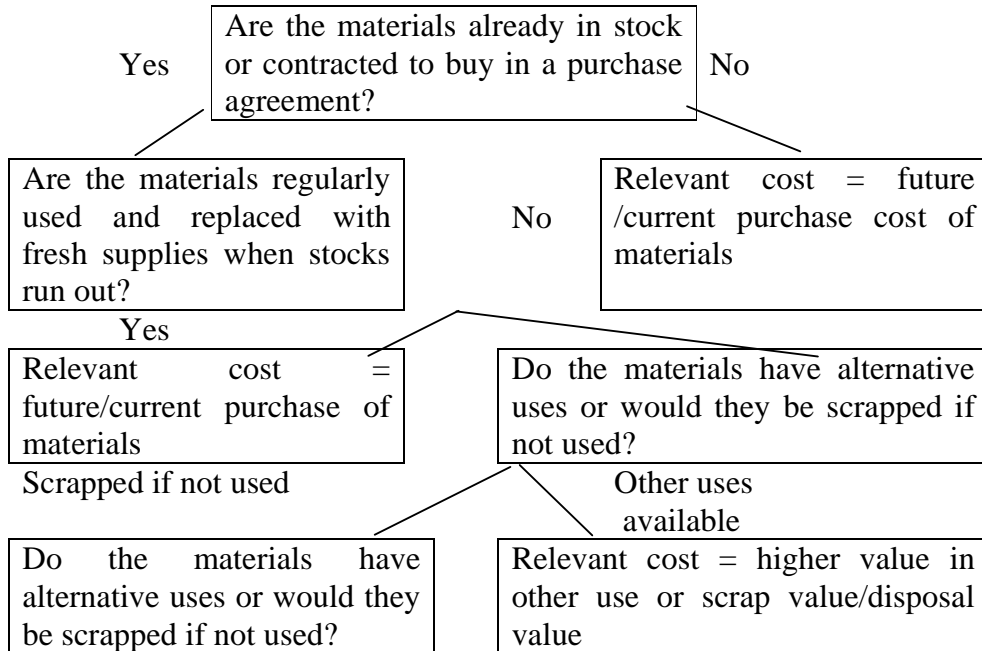 Are the materials already in stock
Yes or contracted to buy in a purchase No
agreement?
Are the materials regularly
used and replaced with
fresh supplies when stocks
run out?
No
Relevant cost = future
/current purchase cost of
materials
Yes
Relevant cost =
future/current purchase of
materials
Do the materials have alternative
uses or would they be scrapped if
not used?
Scrapped if not used
Other uses
available
Do the materials have
alternative uses or would they
be scrapped if not used?
Relevant cost = higher value in
other use or scrap value/disposal
value